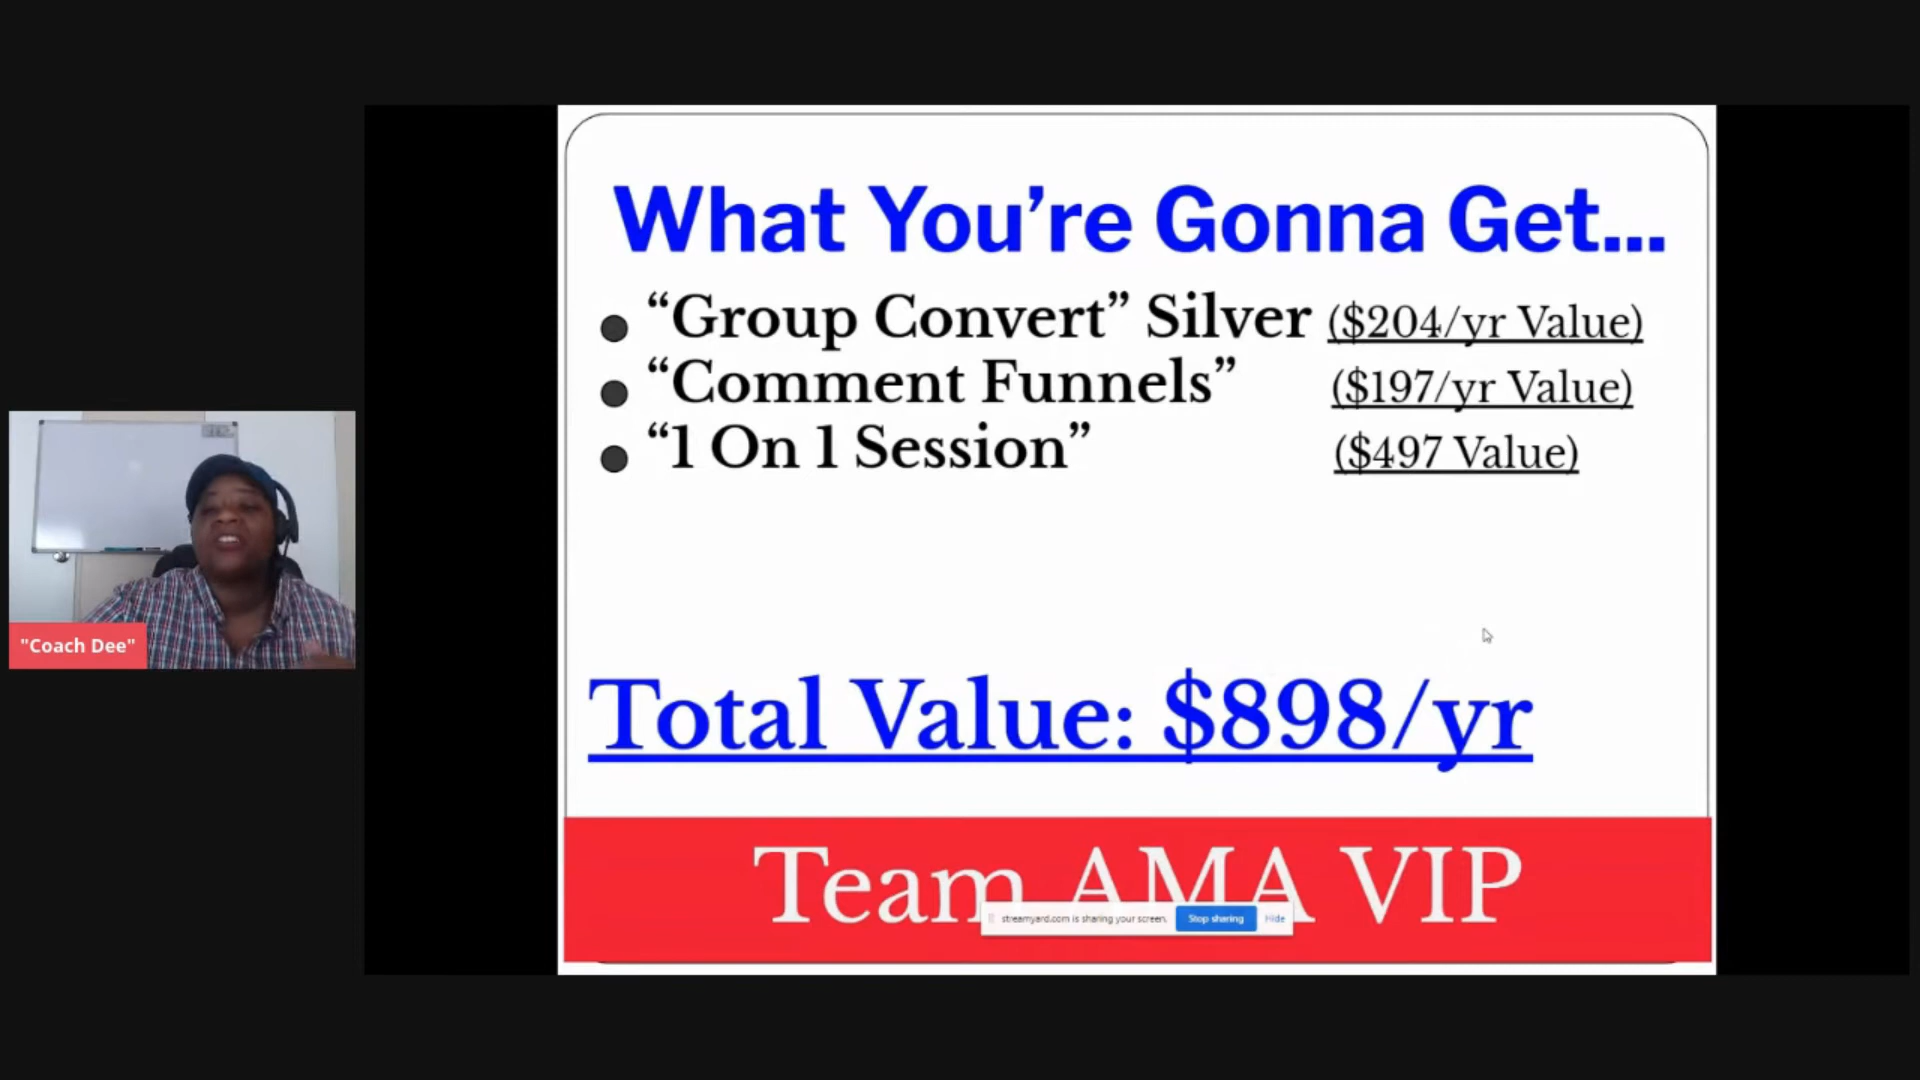 What You're Gonna Get...
“Group Convert” Silver ($204/yr Value)
“Comment Funnels” ($197/yr Value)
“1 On 1 Session” ($497 Value)
"Coach Dee"
Total Value: $898/yr
Team AMA VIP
streamyard.com is sharing your screen. Stop sharing Hide